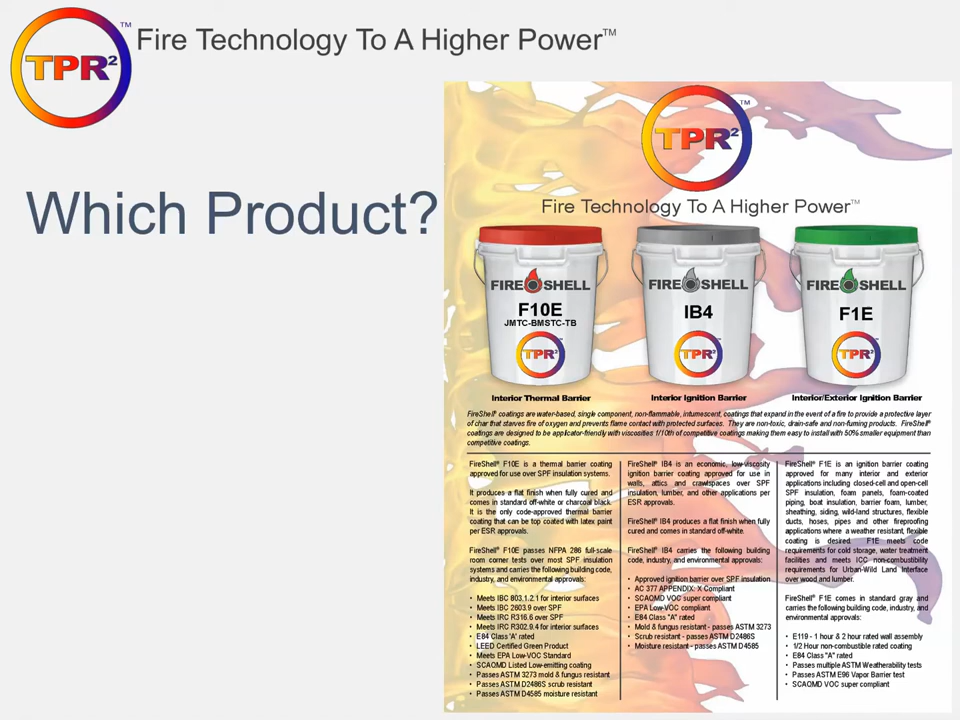 TPR²™
Fire Technology To A Higher Power™
Which Product?
TPR²™
Fire Technology To A Higher Power™
FIRE SHELL
F10E
JMTC-BMSTC-TB
TPR²
Interior Thermal Barrier
FIRE SHELL
IB4
TPR²
Interior Ignition Barrier
FIRE SHELL
F1E
TPR²
Interior/Exterior Ignition Barrier
FireShell® coatings are water-based, single component, non-flammable, intumescent, coatings that expand in the event of a fire to provide a protective layer
of char that starves fire of oxygen and prevents flame contact with protected surfaces. They are non-toxic, drain-safe and non-fuming products. FireShell®
coatings are designed to be applicator-friendly with viscosities 1/10th of competitive coatings making them easy to install with 50% smaller equipment than
competitive coatings.
FireShell® F10E is a thermal barrier coating
approved for use over SPF insulation systems.
It produces a flat finish when fully cured and
comes in standard off-white or charcoal black.
It is the only code-approved thermal barrier
coating that can be top coated with latex paint
per ESR approvals.
FireShell® F10E passes NFPA 286 full-scale
room corner tests over most SPF insulation
systems and carries the following building code,
industry, and environmental approvals:
• Meets IBC 803.1.2.1 for interior surfaces
• Meets IBC 2603.9 over SPF
• Meets IRC R316.6 over SPF
• Meets IRC R302.9.4 for interior surfaces
• E84 Class 'A' rated
• LEED Certified Green Product
• Meets EPA Low-VOC Standard
• SCAQMD Listed Low-emitting coating
• Passes ASTM 3273 mold & fungus resistant
• Passes ASTM D2486S scrub resistant
• Passes ASTM D4585 moisture resistant
FireShell® IB4 is an economic, low-viscosity
ignition barrier coating approved for use in
walls, attics and crawlspaces over SPF
insulation, lumber, and other applications per
ESR approvals.
FireShell® IB4 produces a flat finish when fully
cured and comes in standard off-white.
FireShell® IB4 carries the following building
code, industry, and environmental approvals:
• Approved ignition barrier over SPF insulation
• AC 377 APPENDIX: X Compliant
• SCAQMD VOC super compliant
• EPA Low-VOC compliant
• E84 Class "A" rated
• Mold & fungus resistant - passes ASTM 3273
• Scrub resistant - passes ASTM D2486S
• Moisture resistant - passes ASTM D4585
FireShell® F1E is an ignition barrier coating
approved for many interior and exterior
applications including closed-cell and open-cell
SPF insulation, foam panels, foam-coated
piping, boat insulation, barrier foam, lumber,
sheathing, siding, wild-land structures, flexible
ducts, hoses, pipes and other fireproofing
applications where a weather resistant, flexible
coating is desired. F1E meets code
requirements for cold storage, water treatment
facilities and meets ICC non-combustibility
requirements for Urban-Wild Land Interface
over wood and lumber.
FireShell® F1E comes in standard gray and
carries the following building code, industry, and
environmental approvals:
• E119 - 1 hour & 2 hour rated wall assembly
• 1/2 Hour non-combustible rated coating
• E84 Class "A" rated
• Passes multiple ASTM Weatherability tests
• Passes ASTM E96 Vapor Barrier test
• SCAQMD VOC super compliant